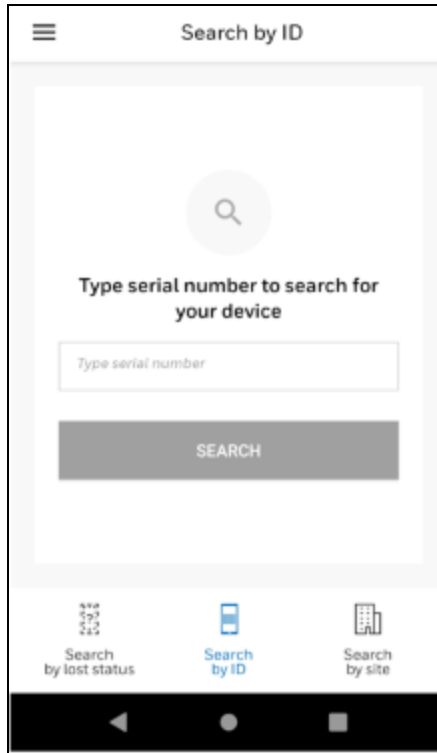 Search by ID
Type serial number to search for
your device
Type serial number
SEARCH
Search
by lost status
Search
by ID
Search
by site